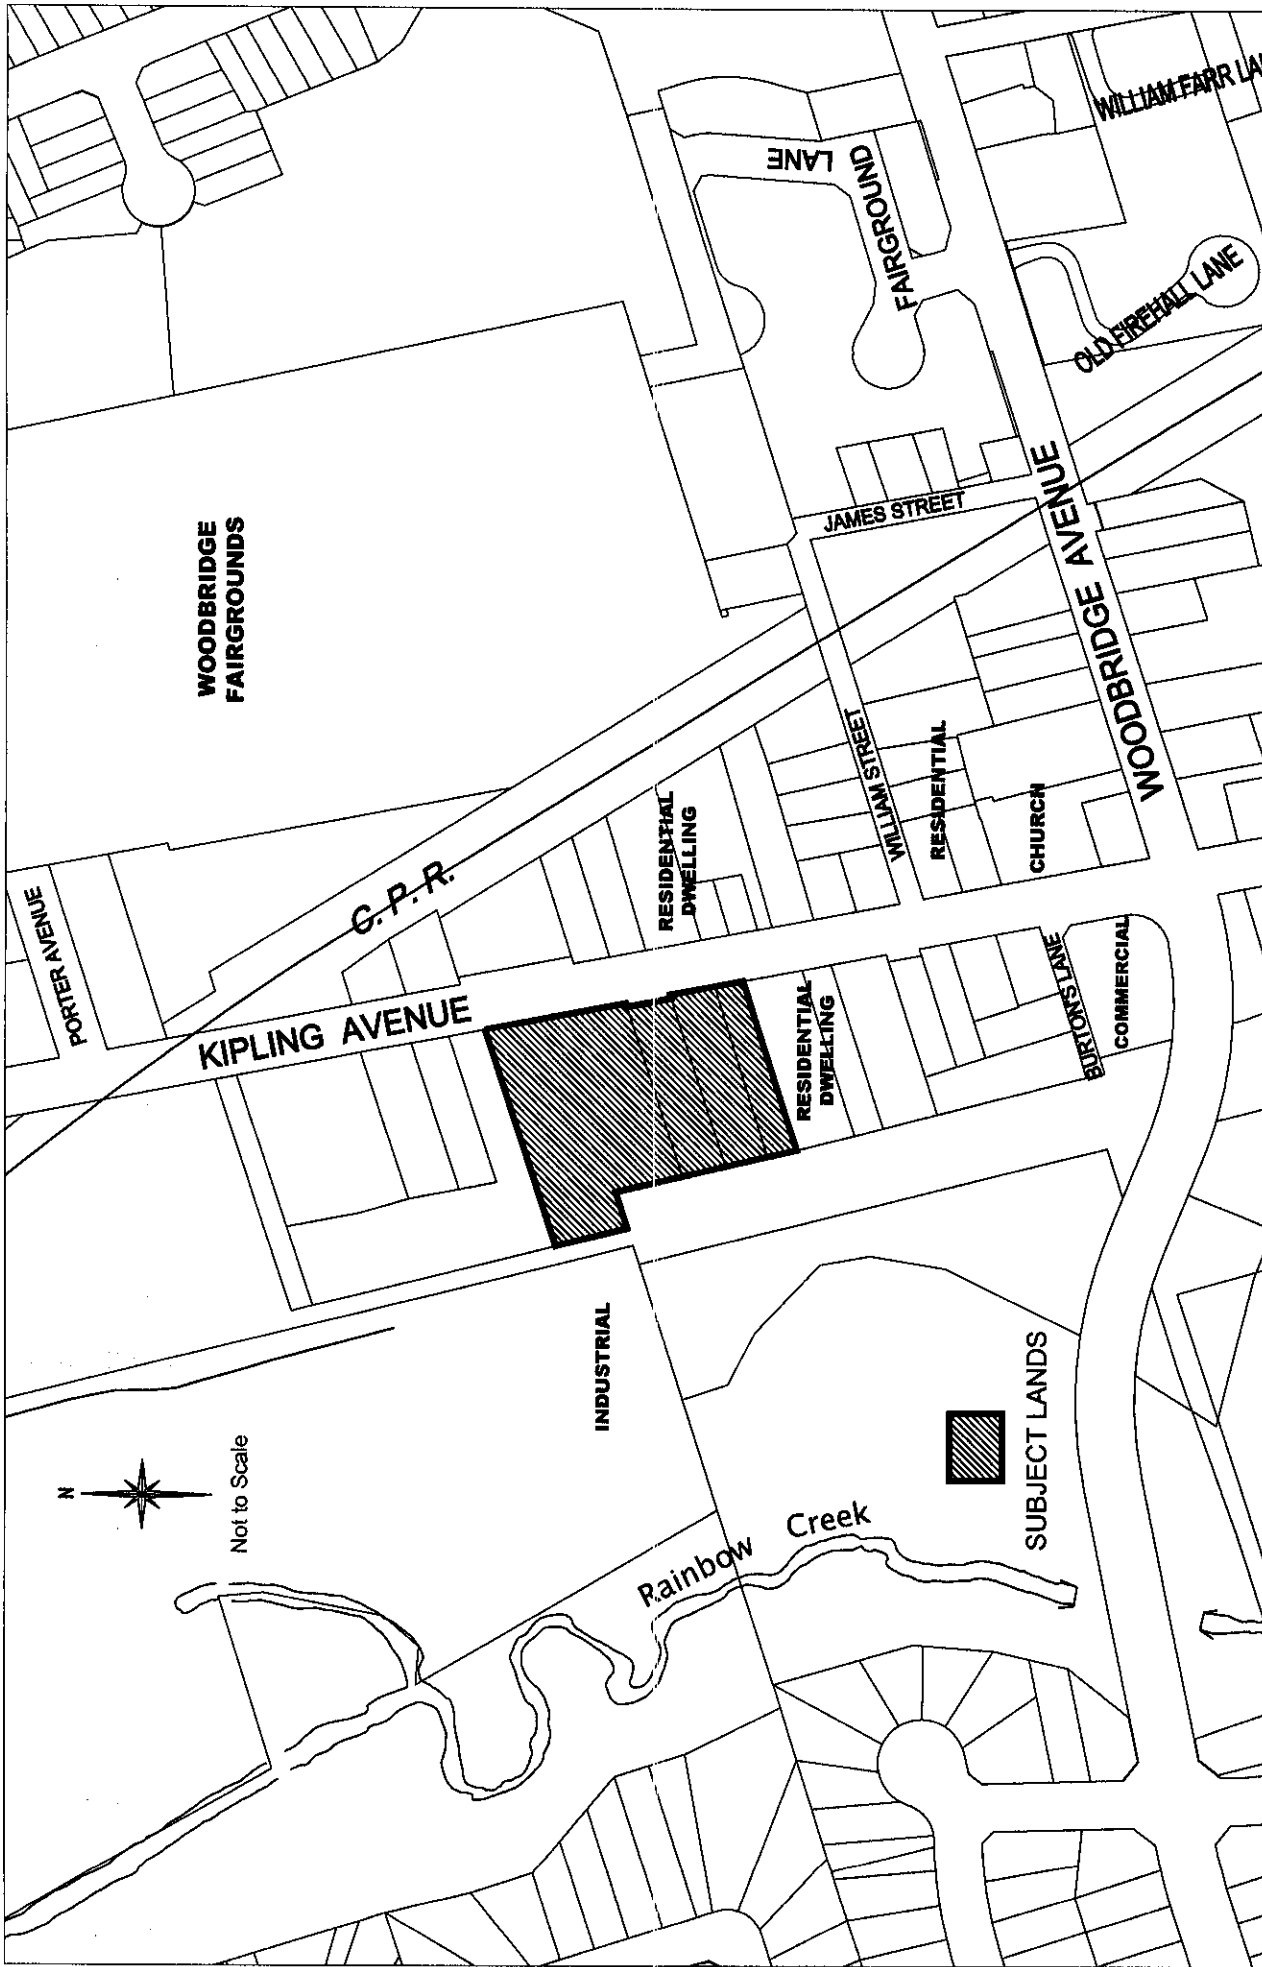 N
Not to Scale
Rainbow Creek
INDUSTRIAL
SUBJECT LANDS
PORTER AVENUE
KIPLING AVENUE
C. P. R.
WOODBRIDGE
FAIRGROUNDS
RESIDENTIAL
DWELLING
RESIDENTIAL
DWELLING
WILLIAM STREET
RESIDENTIAL
CHURCH
BURTONS LANE
COMMERCIAL
JAMES STREET
WOODBRIDGE AVENUE
FAIRGROUND
LANE
OLD FIREHALL LANE
WILLIAM FARR LA